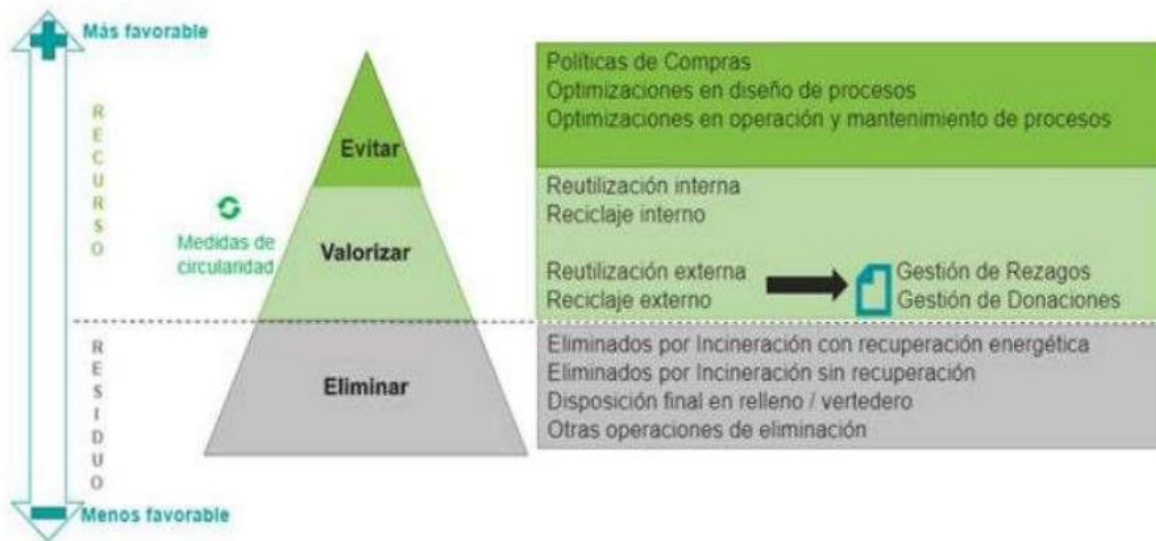 Más favorable
RECURSO
Evitar
Políticas de Compras
Optimizaciones en diseño de procesos
Optimizaciones en operación y mantenimiento de procesos
Medidas de
circularidad
Valorizar
Reutilización interna
Reciclaje interno
Reutilización externa
Reciclaje externo
Gestión de Rezagos
Gestión de Donaciones
RESIDUO
Eliminar
Eliminados por Incineración con recuperación energética
Eliminados por Incineración sin recuperación
Disposición final en relleno / vertedero
Otras operaciones de eliminación
Menos favorable